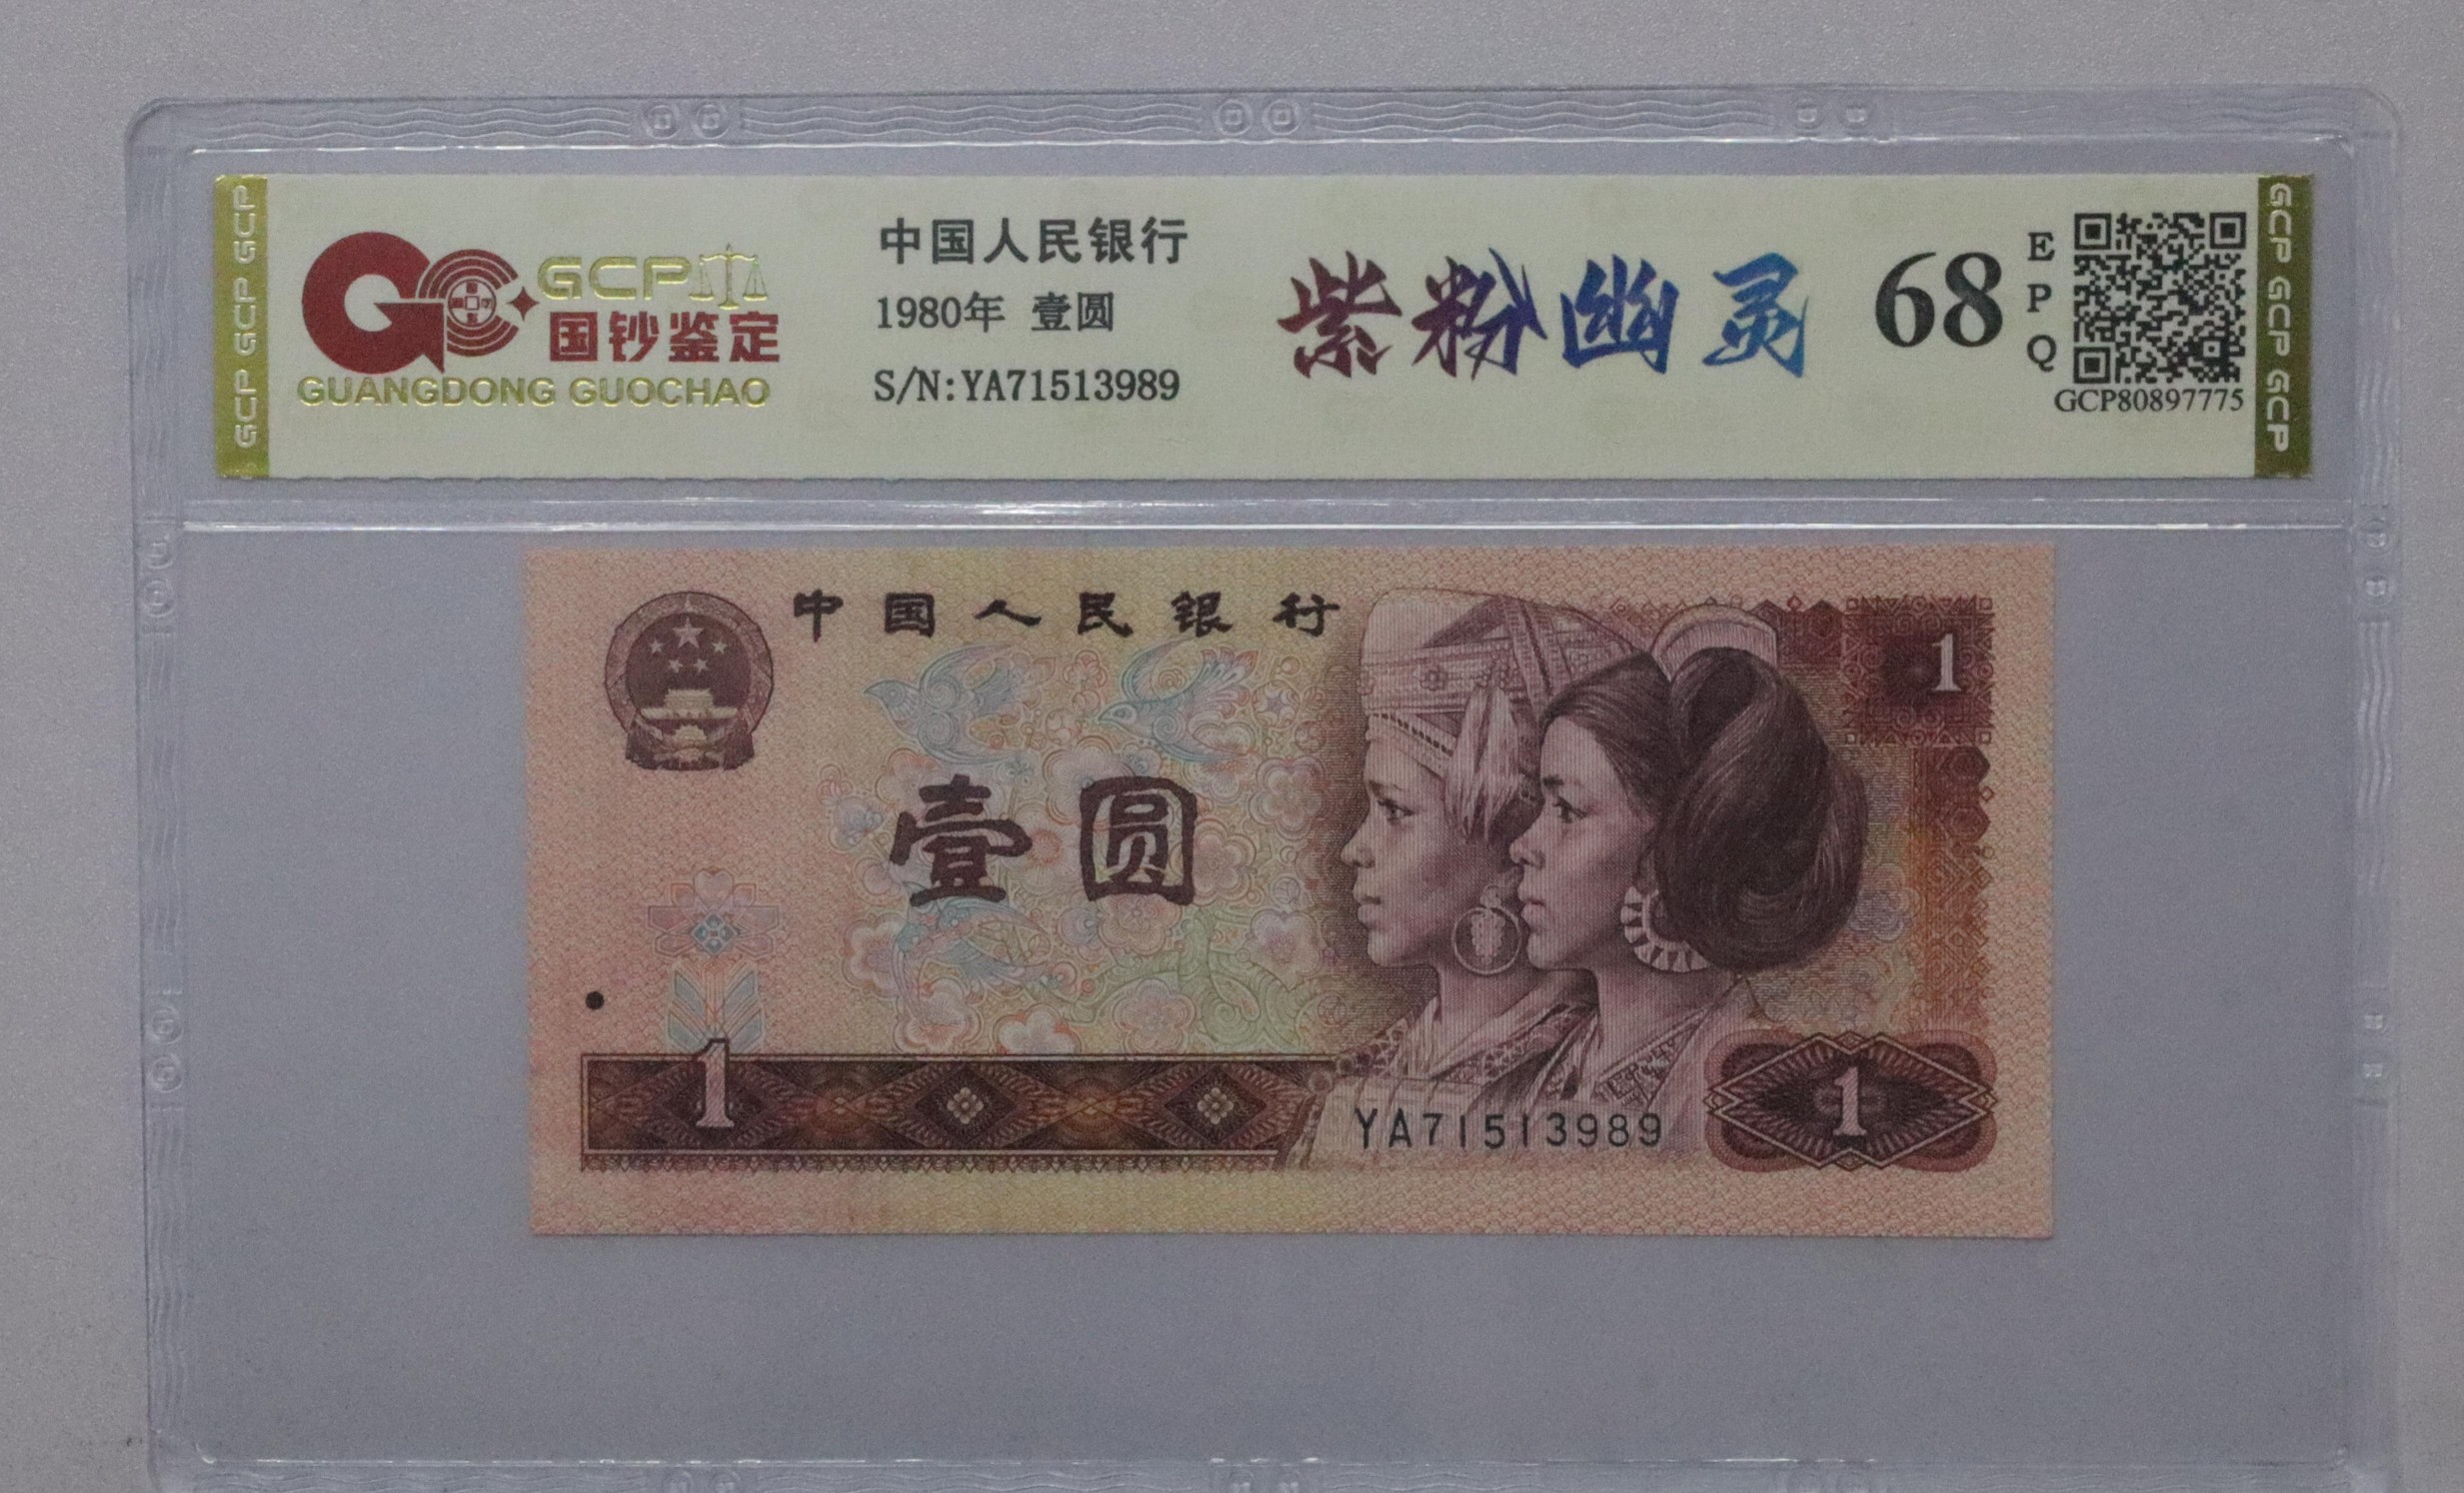 GCP GCP GCP
GCP
国钞鉴定
GUANGDONG GUOCHAO
中国人民银行
1980年 壹圆
S/N:YA71513989
紫粉幽灵
68
E
P
Q
GCP80897775
GCP GCP GCP
中国人民银行
1
壹圆
1
YA71513989
1